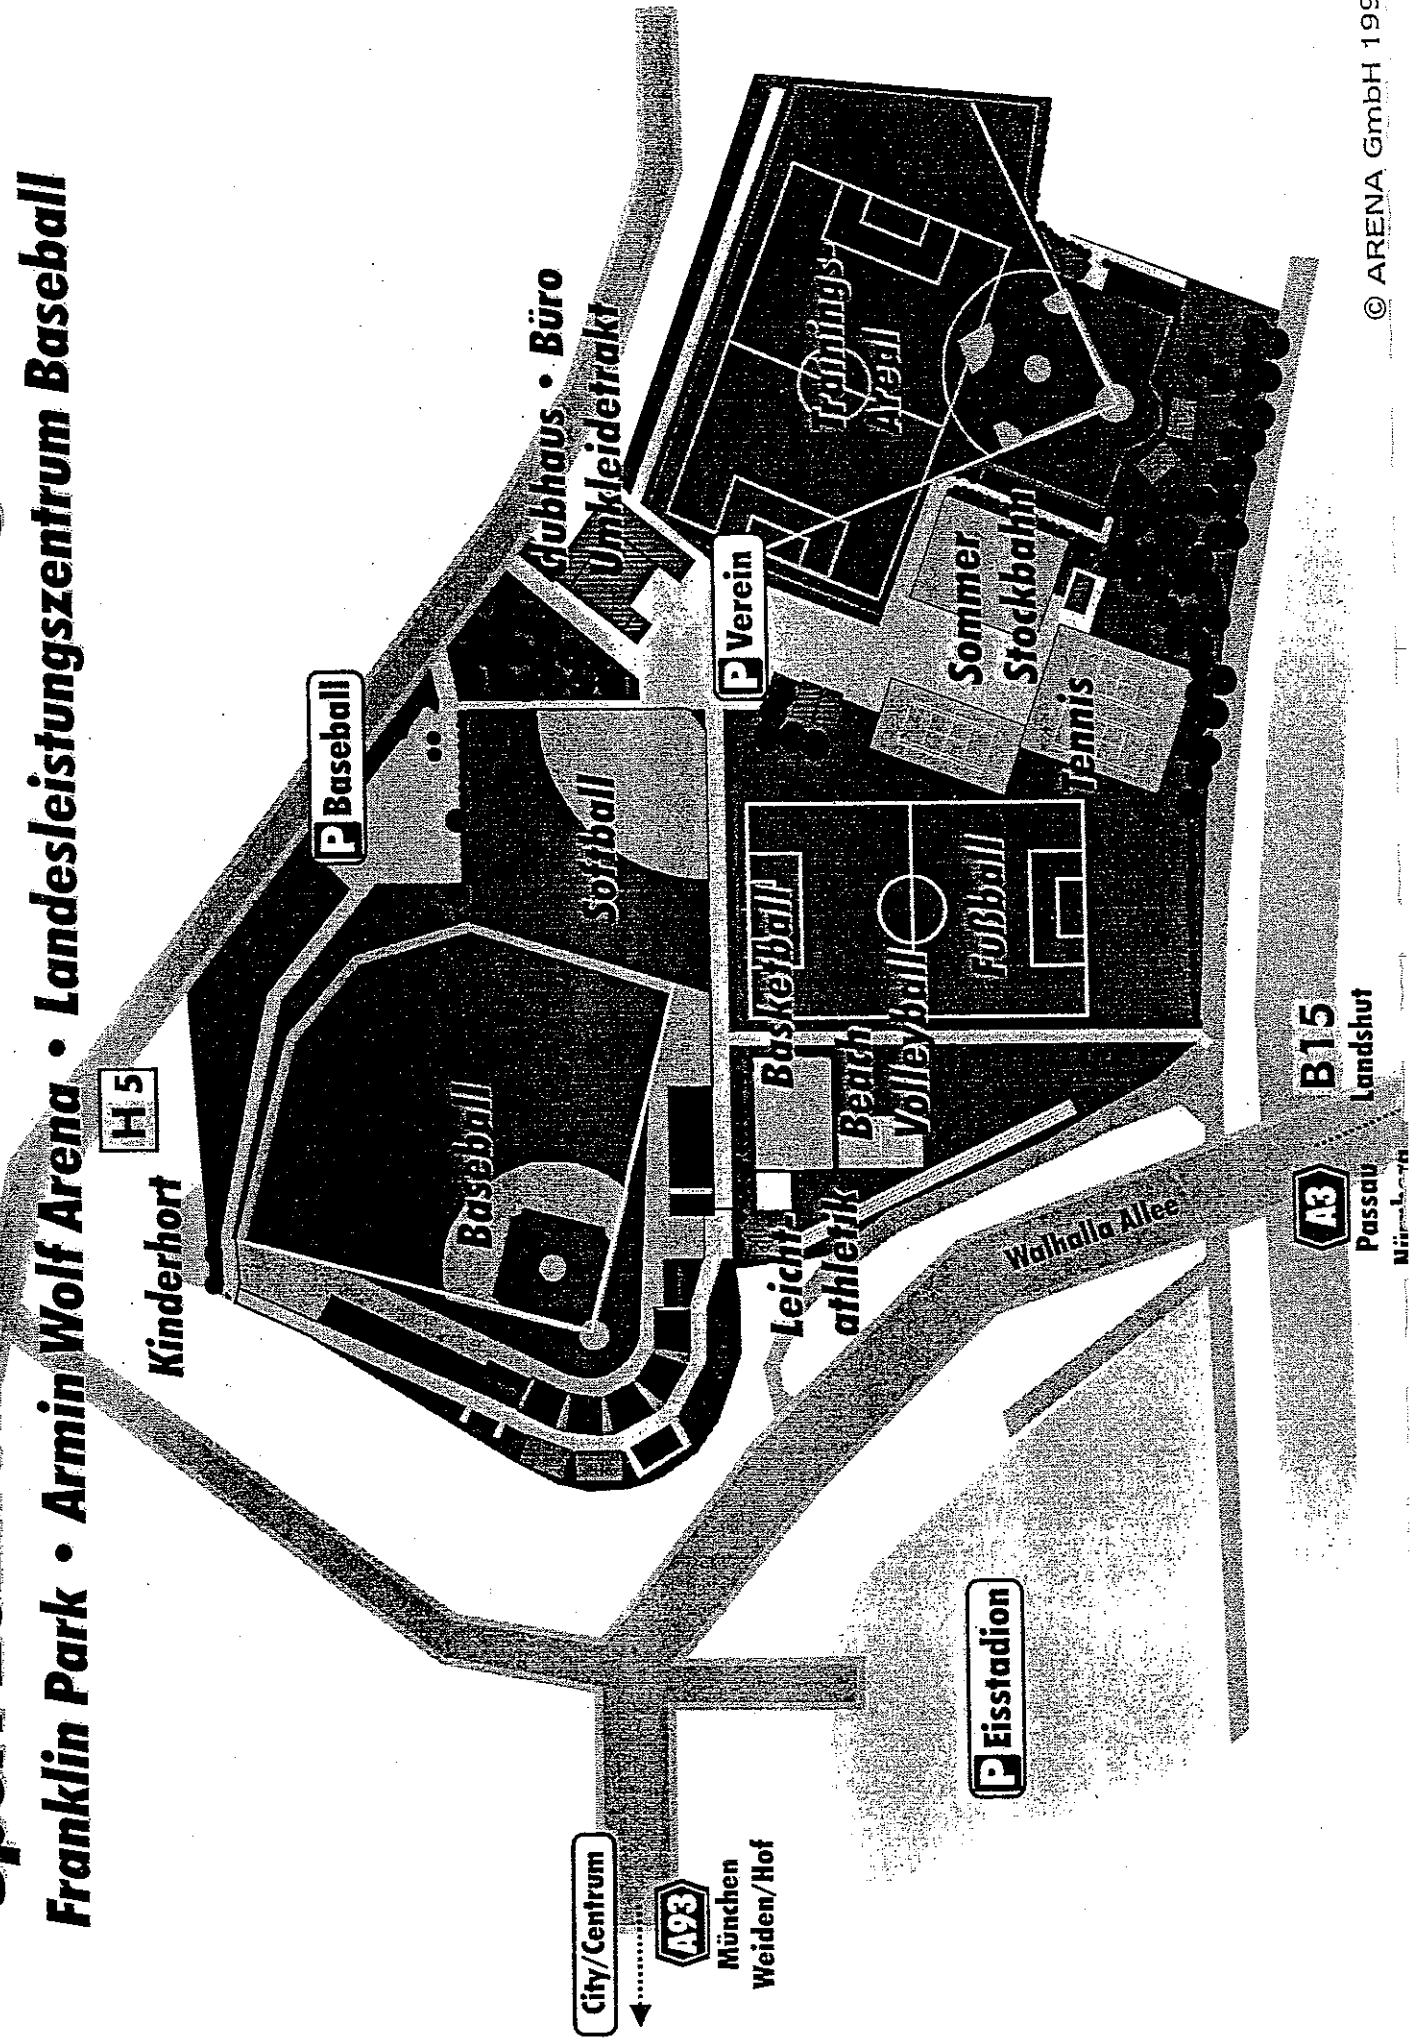 Franklin Park • Armin Wolf Arena • Landesleistungszentrum Baseball
Kinderhort
H 5
P Baseball
Clubhaus • Büro
Umkleidetrakt
Baseball
Softball
P Verein
Trainings-
Areal
Leicht-
athletik
Basketball
Beach
Volleyball
Fußball
Tennis
Sommer
Stockbahn
City/Centrum
A93
München
Weiden/Hof
P Eisstadion
Walhalla Allee
A3
Passau
B15
Landshut
© ARENA GmbH 199